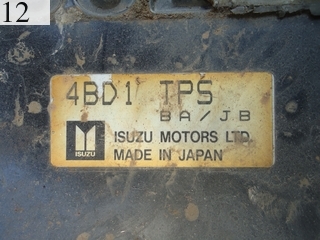 12
4BD1 TPS
BA/JB
ISUZU
ISUZU MOTORS LTD.
MADE IN JAPAN